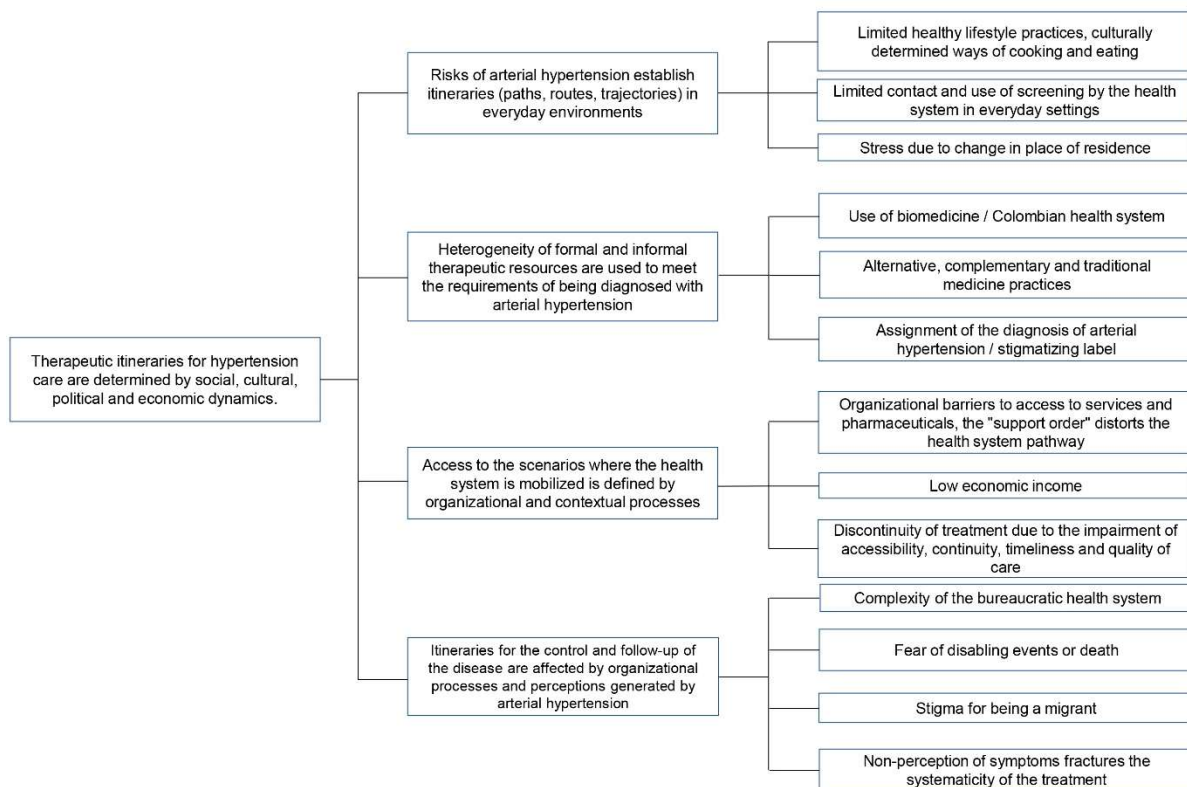 Therapeutic itineraries for hypertension
care are determined by social, cultural,
political and economic dynamics.
Risks of arterial hypertension establish
itineraries (paths, routes, trajectories) in
everyday environments
Limited healthy lifestyle practices, culturally
determined ways of cooking and eating
Limited contact and use of screening by the health
system in everyday settings
Stress due to change in place of residence
Heterogeneity of formal and informal
therapeutic resources are used to meet
the requirements of being diagnosed with
arterial hypertension
Use of biomedicine / Colombian health system
Alternative, complementary and traditional
medicine practices
Assignment of the diagnosis of arterial
hypertension / stigmatizing label
Access to the scenarios where the health
system is mobilized is defined by
organizational and contextual processes
Organizational barriers to access to services and
pharmaceuticals, the "support order" distorts the
health system pathway
Low economic income
Discontinuity of treatment due to the impairment of
accessibility, continuity, timeliness and quality of
care
Itineraries for the control and follow-up of
the disease are affected by organizational
processes and perceptions generated by
arterial hypertension
Complexity of the bureaucratic health system
Fear of disabling events or death
Stigma for being a migrant
Non-perception of symptoms fractures the
systematicity of the treatment